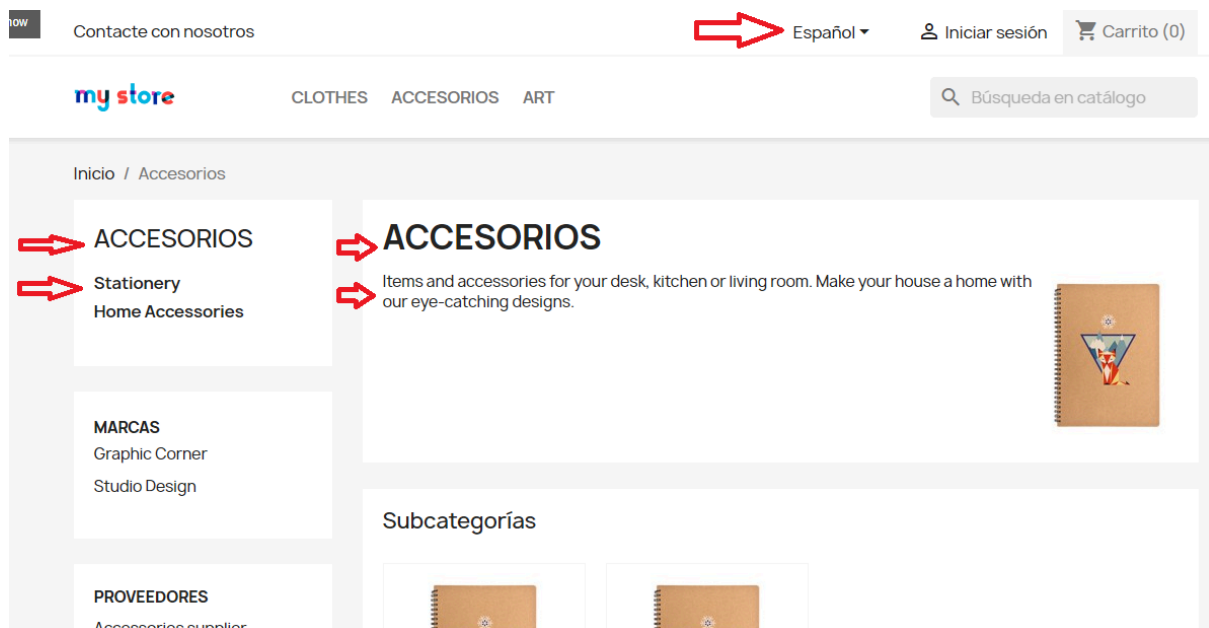 now
Contacte con nosotros
Español
Iniciar sesión
Carrito (0)
my store
CLOTHES ACCESORIOS ART
Búsqueda en catálogo
Inicio / Accesorios
ACCESORIOS
Stationery
Home Accessories
MARCAS
Graphic Corner
Studio Design
PROVEEDORES
Accessories supplier
ACCESORIOS
Items and accessories for your desk, kitchen or living room. Make your house a home with
our eye-catching designs.
Subcategorías